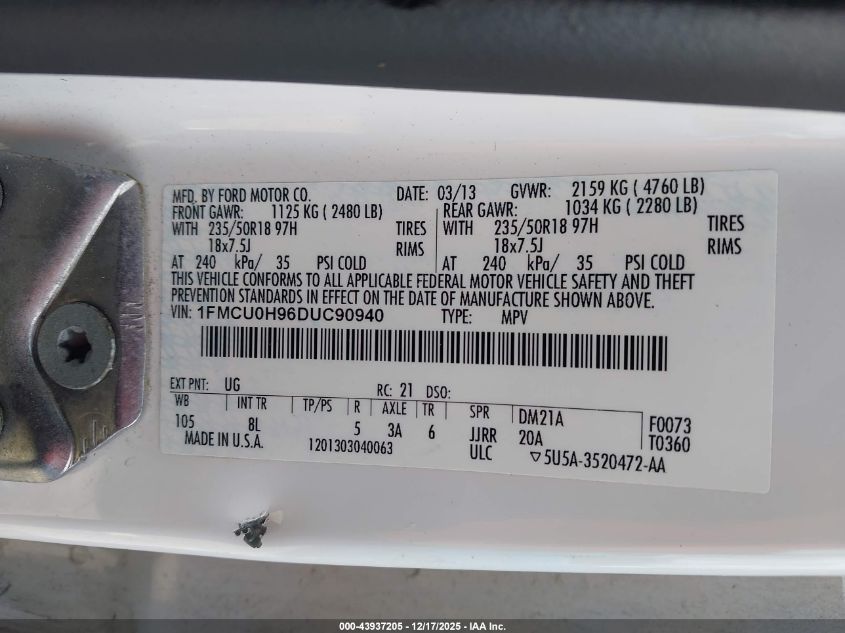 MFD. BY FORD MOTOR CO. DATE: 03/13 GVWR: 2159 KG ( 4760 LB)
FRONT GAWR: 1125 KG ( 2480 LB) REAR GAWR: 1034 KG ( 2280 LB)
WITH 235/50R18 97H TIRES WITH 235/50R18 97H TIRES
18x7.5J RIMS 18x7.5J RIMS
AT 240 kPa/ 35 PSI COLD AT 240 kPa/ 35 PSI COLD
THIS VEHICLE CONFORMS TO ALL APPLICABLE FEDERAL MOTOR VEHICLE SAFETY AND THEFT
PREVENTION STANDARDS IN EFFECT ON THE DATE OF MANUFACTURE SHOWN ABOVE.
VIN: 1FMCU0H96DUC90940 TYPE: MPV
EXT PNT: UG RC: 21 DSO:
WB INT TR TP/PS R AXLE TR SPR DM21A F0073
105 8L 5 3A 6 JJRR 20A T0360
MADE IN U.S.A. 1201303040063 ULC ▽5U5A-3520472-AA
000-43937205 - 12/17/2025 - IAA Inc.